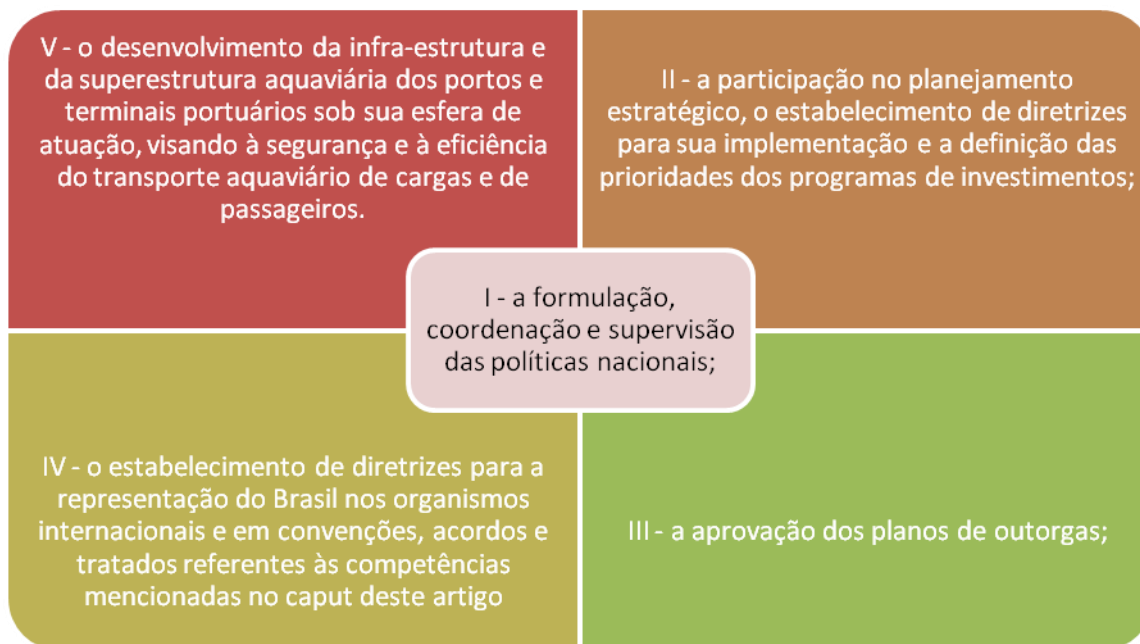 V - o desenvolvimento da infra-estrutura e
da superestrutura aquaviária dos portos e
terminais portuários sob sua esfera de
atuação, visando à segurança e à eficiência
do transporte aquaviário de cargas e de
passageiros.
II - a participação no planejamento
estratégico, o estabelecimento de diretrizes
para sua implementação e a definição das
prioridades dos programas de investimentos;
I - a formulação,
coordenação e supervisão
das políticas nacionais;
IV - o estabelecimento de diretrizes para a
representação do Brasil nos organismos
internacionais e em convenções, acordos e
tratados referentes às competências
mencionadas no caput deste artigo
III - a aprovação dos planos de outorgas;